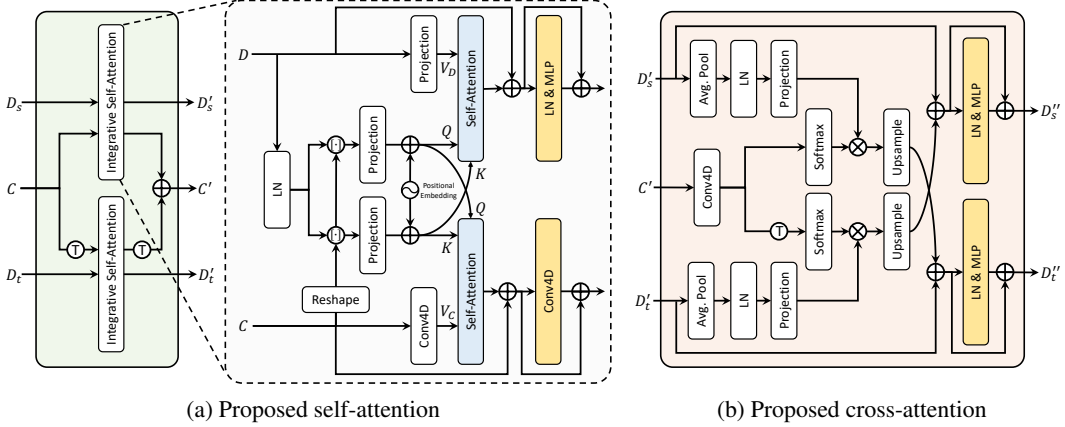 D_s
C
D_t
Integrative Self-Attention
T
Integrative Self-Attention
T
D'_s
C'
D'_t
D
C
LN
Reshape
[·]
[·]
Projection
Projection
Projection
V_D
Positional
Embedding
Q
K
Q
K
Conv4D
V_C
Self-Attention
Self-Attention
LN & MLP
Conv4D
(a) Proposed self-attention
D'_s
C'
D'_t
Avg. Pool
LN
Projection
Conv4D
T
Softmax
Softmax
Avg. Pool
LN
Projection
Upsample
Upsample
LN & MLP
LN & MLP
D''_s
D''_t
(b) Proposed cross-attention